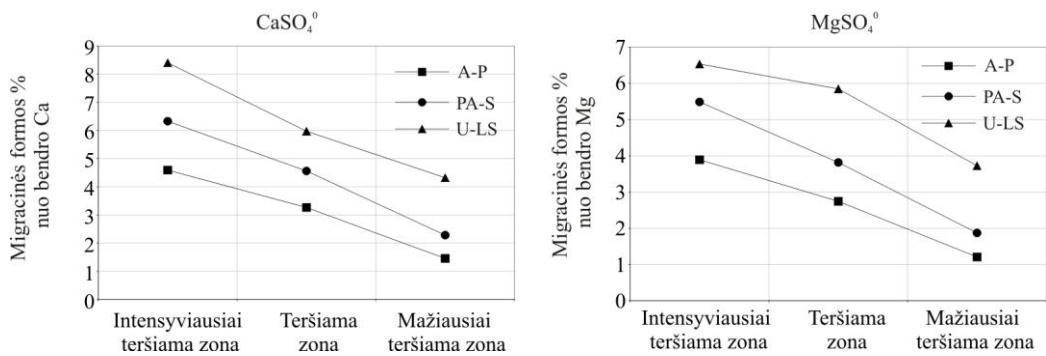 CaSO₄⁰
Migracinės formos %
nuo bendro Ca
9
8
7
6
5
4
3
2
1
0
A-P
PA-S
U-LS
Intensyviausiai
teršiama zona
Teršiama
zona
Mažiausiai
teršiama zona
MgSO₄⁰
Migracinės formos %
nuo bendro Mg
7
6
5
4
3
2
1
0
A-P
PA-S
U-LS
Intensyviausiai
teršiama zona
Teršiama
zona
Mažiausiai
teršiama zona